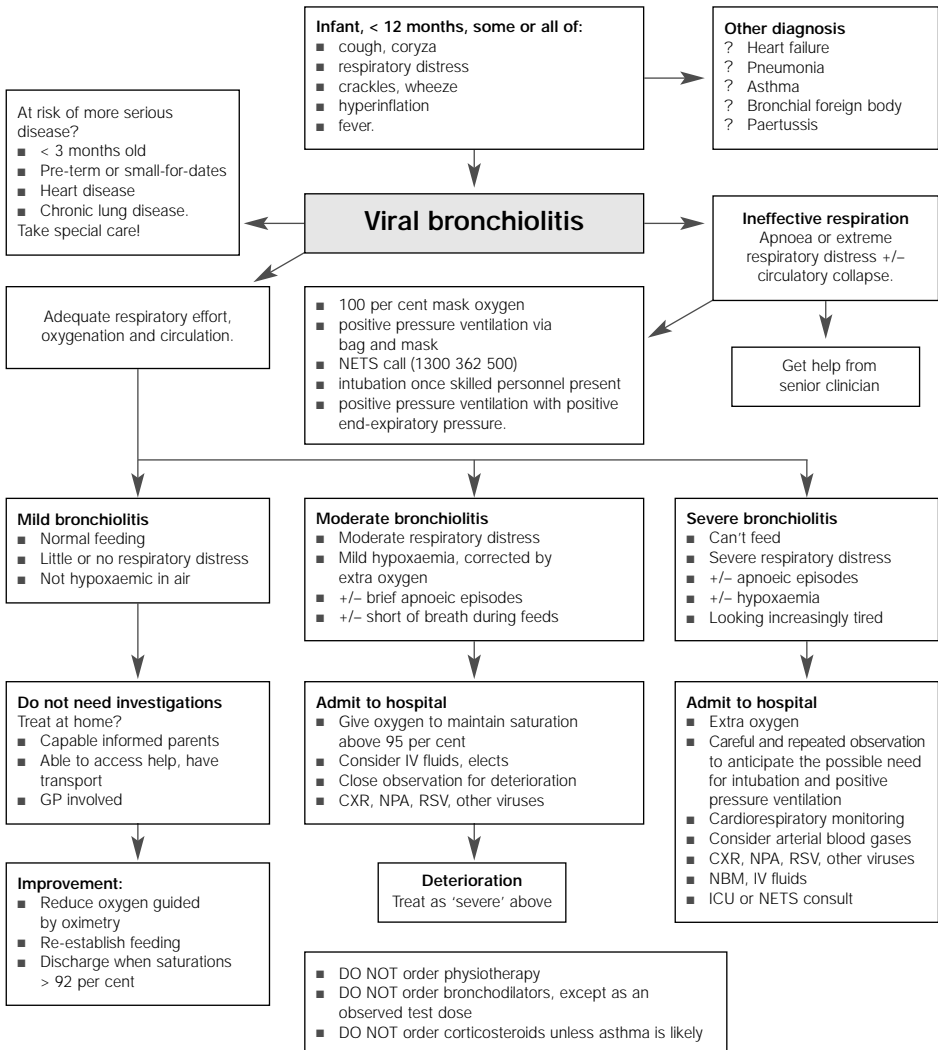 Infant, < 12 months, some or all of:
■ cough, coryza
■ respiratory distress
■ crackles, wheeze
■ hyperinflation
■ fever.
Other diagnosis
? Heart failure
? Pneumonia
? Asthma
? Bronchial foreign body
? Paertussis
At risk of more serious
disease?
■ < 3 months old
■ Pre-term or small-for-dates
■ Heart disease
■ Chronic lung disease.
Take special care!
Viral bronchiolitis
Ineffective respiration
Apnoea or extreme
respiratory distress +/–
circulatory collapse.
Adequate respiratory effort,
oxygenation and circulation.
■ 100 per cent mask oxygen
■ positive pressure ventilation via
bag and mask
■ NETS call (1300 362 500)
■ intubation once skilled personnel present
■ positive pressure ventilation with positive
end-expiratory pressure.
Get help from
senior clinician
Mild bronchiolitis
■ Normal feeding
■ Little or no respiratory distress
■ Not hypoxaemic in air
Moderate bronchiolitis
■ Moderate respiratory distress
■ Mild hypoxaemia, corrected by
extra oxygen
■ +/– brief apnoeic episodes
■ +/– short of breath during feeds
Severe bronchiolitis
■ Can't feed
■ Severe respiratory distress
■ +/– apnoeic episodes
■ +/– hypoxaemia
■ Looking increasingly tired
Do not need investigations
Treat at home?
■ Capable informed parents
■ Able to access help, have
transport
■ GP involved
Admit to hospital
■ Give oxygen to maintain saturation
above 95 per cent
■ Consider IV fluids, elects
■ Close observation for deterioration
■ CXR, NPA, RSV, other viruses
Admit to hospital
■ Extra oxygen
■ Careful and repeated observation
to anticipate the possible need
for intubation and positive
pressure ventilation
■ Cardiorespiratory monitoring
■ Consider arterial blood gases
■ CXR, NPA, RSV, other viruses
■ NBM, IV fluids
■ ICU or NETS consult
Improvement:
■ Reduce oxygen guided
by oximetry
■ Re-establish feeding
■ Discharge when saturations
> 92 per cent
Deterioration
Treat as 'severe' above
■ DO NOT order physiotherapy
■ DO NOT order bronchodilators, except as an
observed test dose
■ DO NOT order corticosteroids unless asthma is likely